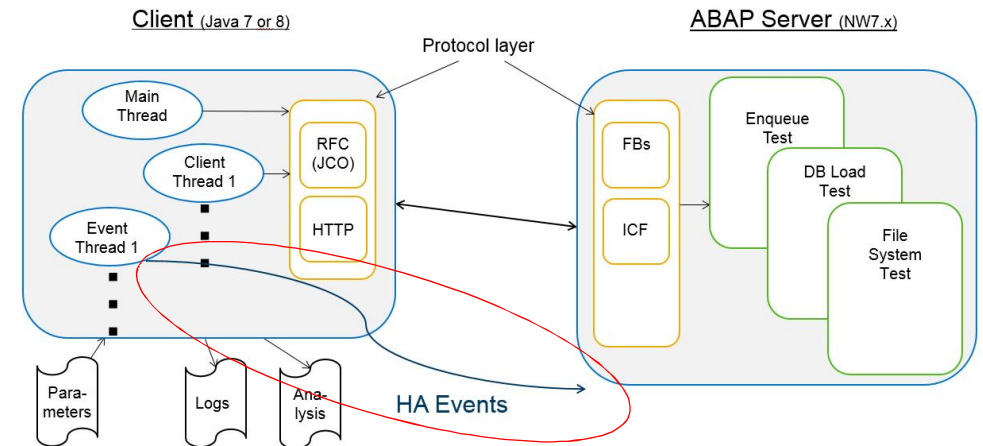 Client (Java 7 or 8)
ABAP Server (NW7.x)
Protocol layer
Main
Thread
Client
Thread 1
Event
Thread 1
RFC
(JCO)
HTTP
FBs
ICF
Enqueue
Test
DB Load
Test
File
System
Test
Para-
meters
Logs
Ana-
lysis
HA Events